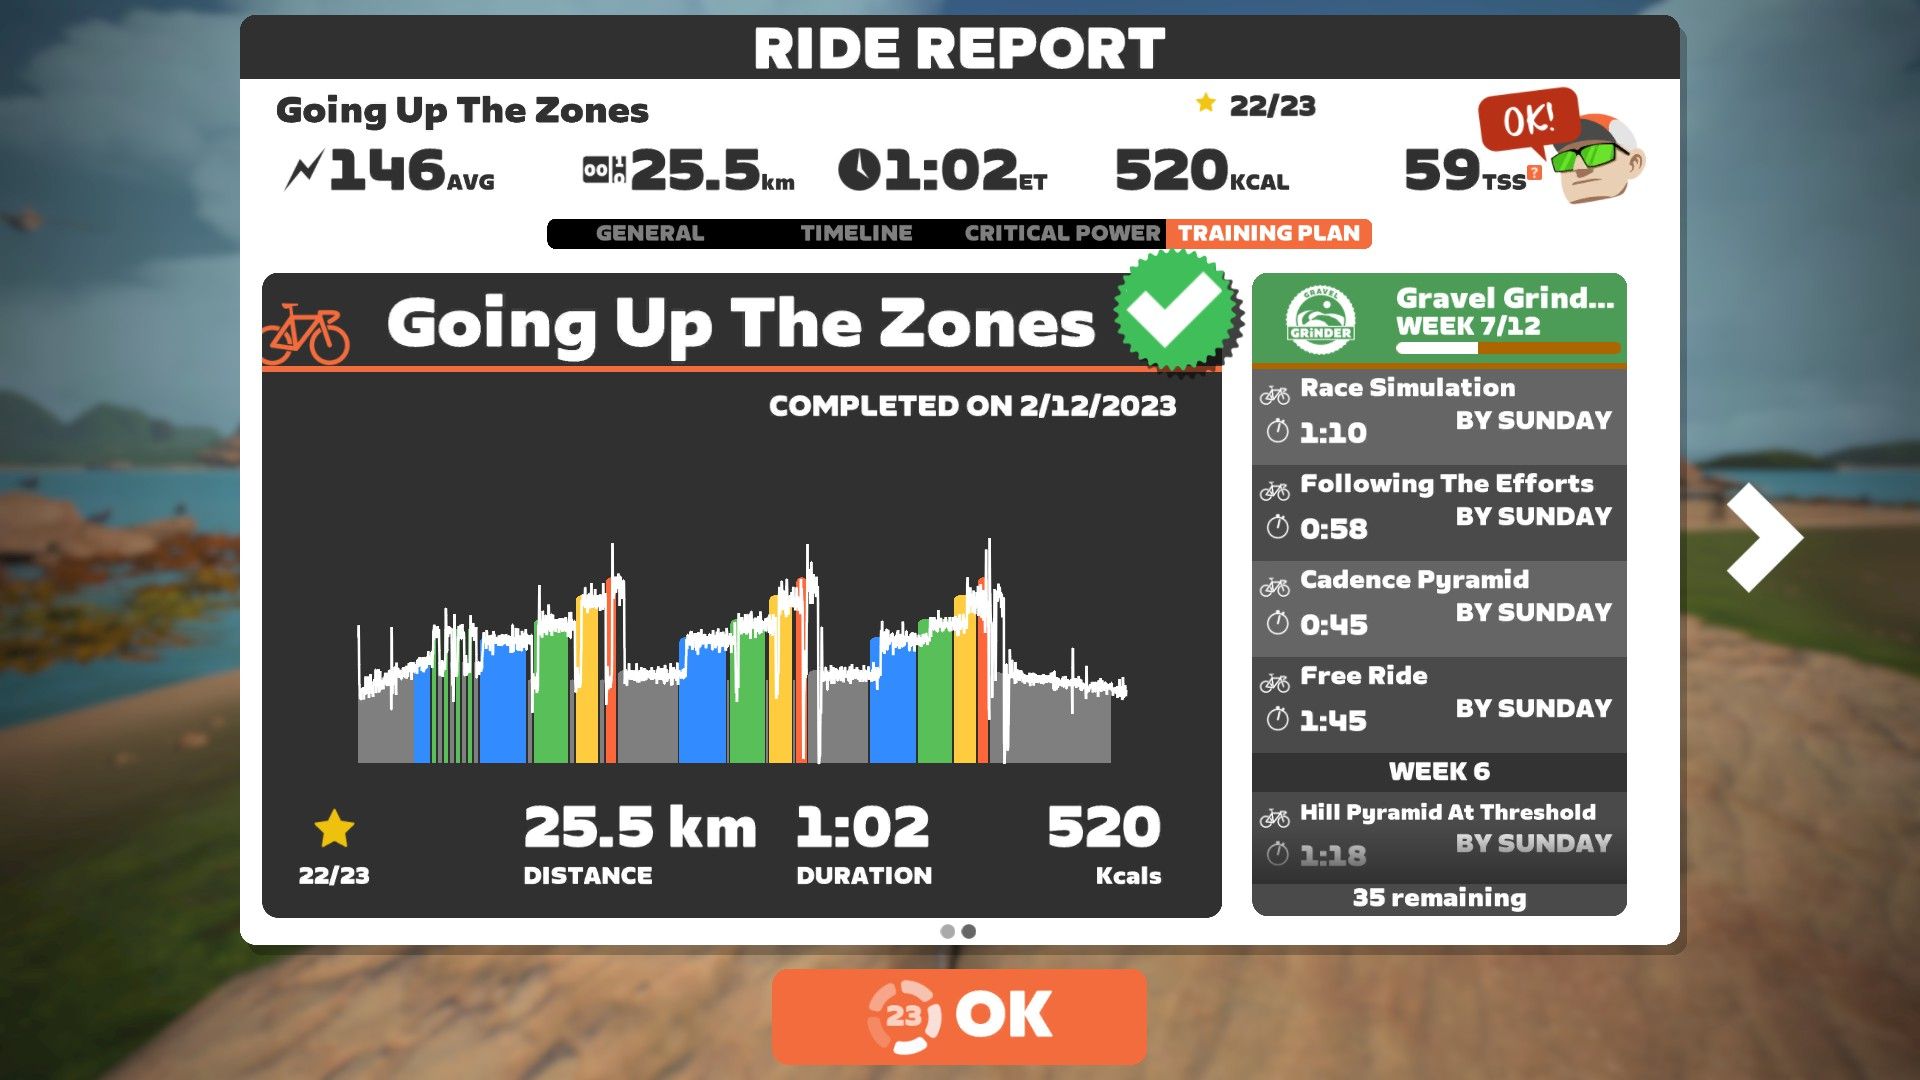 RIDE REPORT
Going Up The Zones
22/23
OK!
146AVG
25.5km
1:02ET
520KCAL
59TSS?
GENERAL
TIMELINE
CRITICAL POWER
TRAINING PLAN
Going Up The Zones
COMPLETED ON 2/12/2023
22/23
25.5 km
DISTANCE
1:02
DURATION
520
Kcals
GRAVEL
GRiNDER
Gravel Grind...
WEEK 7/12
Race Simulation
BY SUNDAY
1:10
Following The Efforts
BY SUNDAY
0:58
Cadence Pyramid
BY SUNDAY
0:45
Free Ride
BY SUNDAY
1:45
WEEK 6
Hill Pyramid At Threshold
BY SUNDAY
1:18
35 remaining
23 OK